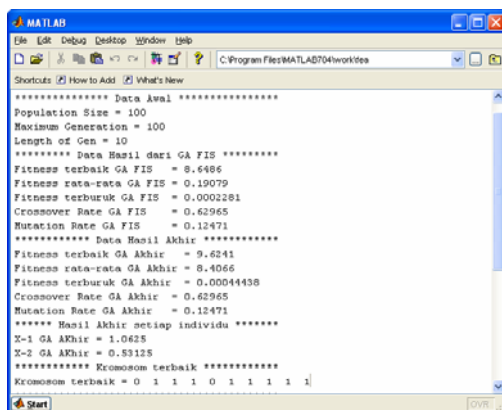 MATLAB
File Edit Debug Desktop Window Help
C:\Program Files\MATLAB704\work\tea
Shortcuts How to Add What's New
*************** Data Awal ****************
Population Size = 100
Maximum Generation = 100
Length of Gen = 10
********* Data Hasil dari GA FIS *********
Fitness terbaik GA FIS = 8.6486
Fitness rata-rata GA FIS = 0.19079
Fitness terburuk GA FIS = 0.0002281
Crossover Rate GA FIS = 0.62965
Mutation Rate GA FIS = 0.12471
************ Data Hasil Akhir ************
Fitness terbaik GA Akhir = 9.6241
Fitness rata-rata GA Akhir = 8.4066
Fitness terburuk GA Akhir = 0.00044438
Crossover Rate GA Akhir = 0.62965
Mutation Rate GA Akhir = 0.12471
****** Hasil Akhir setiap individu *******
X-1 GA AKhir = 1.0625
X-2 GA AKhir = 0.53125
************ Kromosom terbaik ************
Kromosom terbaik = 0 1 1 1 0 1 1 1 1 1
Start
OVR